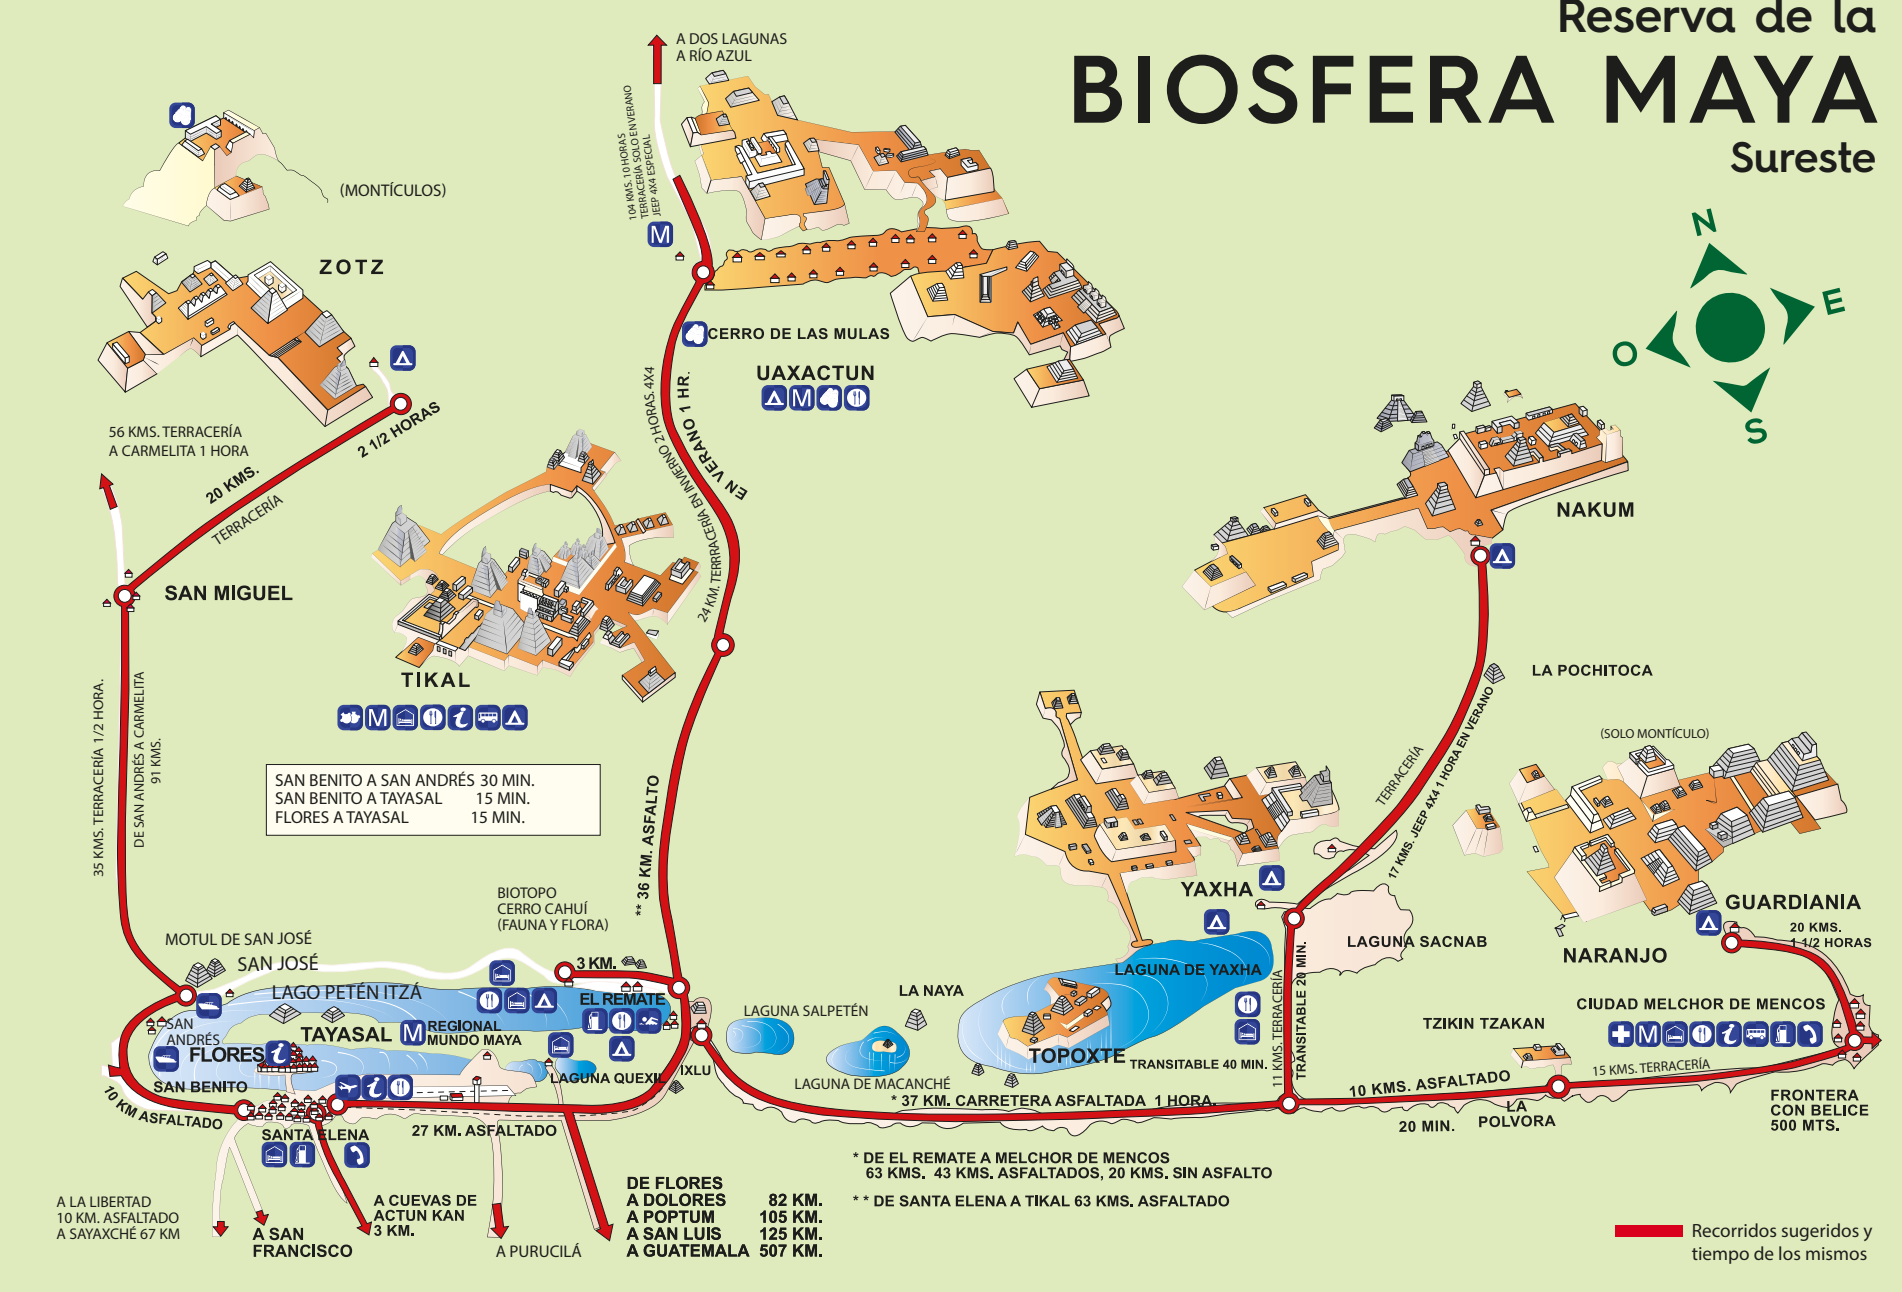 Reserva de la
BIOSFERA MAYA
Sureste
N
E
O
S
A DOS LAGUNAS
A RÍO AZUL
104 KMS. 10 HORAS
TERRACERÍA SOLO EN VERANO
JEEP 4X4 ESPECIAL
M
(MONTÍCULOS)
ZOTZ
CERRO DE LAS MULAS
UAXACTUN
M
56 KMS. TERRACERÍA
A CARMELITA 1 HORA
20 KMS.
2 1/2 HORAS
TERRACERÍA
EN VERANO 1 HR.
24 KM. TERRRACERÍA EN INVIERNO 2 HORAS. 4X4
SAN MIGUEL
NAKUM
TIKAL
M
i
LA POCHITOCA
35 KMS. TERRACERÍA 1/2 HORA.
DE SAN ANDRÉS A CARMELITA
91 KMS.
SAN BENITO A SAN ANDRÉS 30 MIN.
SAN BENITO A TAYASAL 15 MIN.
FLORES A TAYASAL 15 MIN.
** 36 KM. ASFALTO
TERRACERÍA
17 KMS. JEEP 4X4 1 HORA EN VERANO
(SOLO MONTÍCULO)
BIOTOPO
CERRO CAHUÍ
(FAUNA Y FLORA)
YAXHA
GUARDIANIA
20 KMS.
1 1/2 HORAS
NARANJO
LAGUNA SACNAB
MOTUL DE SAN JOSÉ
SAN JOSÉ
3 KM.
LAGUNA DE YAXHA
LAGO PETÉN ITZÁ
EL REMATE
LA NAYA
LAGUNA SALPETÉN
CIUDAD MELCHOR DE MENCOS
M
i
SAN
ANDRÉS
TAYASAL
M
REGIONAL
MUNDO MAYA
TZIKIN TZAKAN
FLORES
i
TOPOXTE
TRANSITABLE 40 MIN.
11 KMS. TERRACERÍA
TRANSITABLE 20 MIN.
SAN BENITO
i
LAGUNA QUEXIL
IXLU
LAGUNA DE MACANCHÉ
* 37 KM. CARRETERA ASFALTADA 1 HORA.
10 KMS. ASFALTADO
15 KMS. TERRACERÍA
LA
POLVORA
20 MIN.
FRONTERA
CON BELICE
500 MTS.
10 KM ASFALTADO
SANTA ELENA
27 KM. ASFALTADO
* DE EL REMATE A MELCHOR DE MENCOS
63 KMS. 43 KMS. ASFALTADOS, 20 KMS. SIN ASFALTO
* * DE SANTA ELENA A TIKAL 63 KMS. ASFALTADO
A LA LIBERTAD
10 KM. ASFALTADO
A SAYAXCHÉ 67 KM
A SAN
FRANCISCO
A CUEVAS DE
ACTUN KAN
3 KM.
A PURUCILÁ
DE FLORES
A DOLORES 82 KM.
A POPTUM 105 KM.
A SAN LUIS 125 KM.
A GUATEMALA 507 KM.
Recorridos sugeridos y
tiempo de los mismos